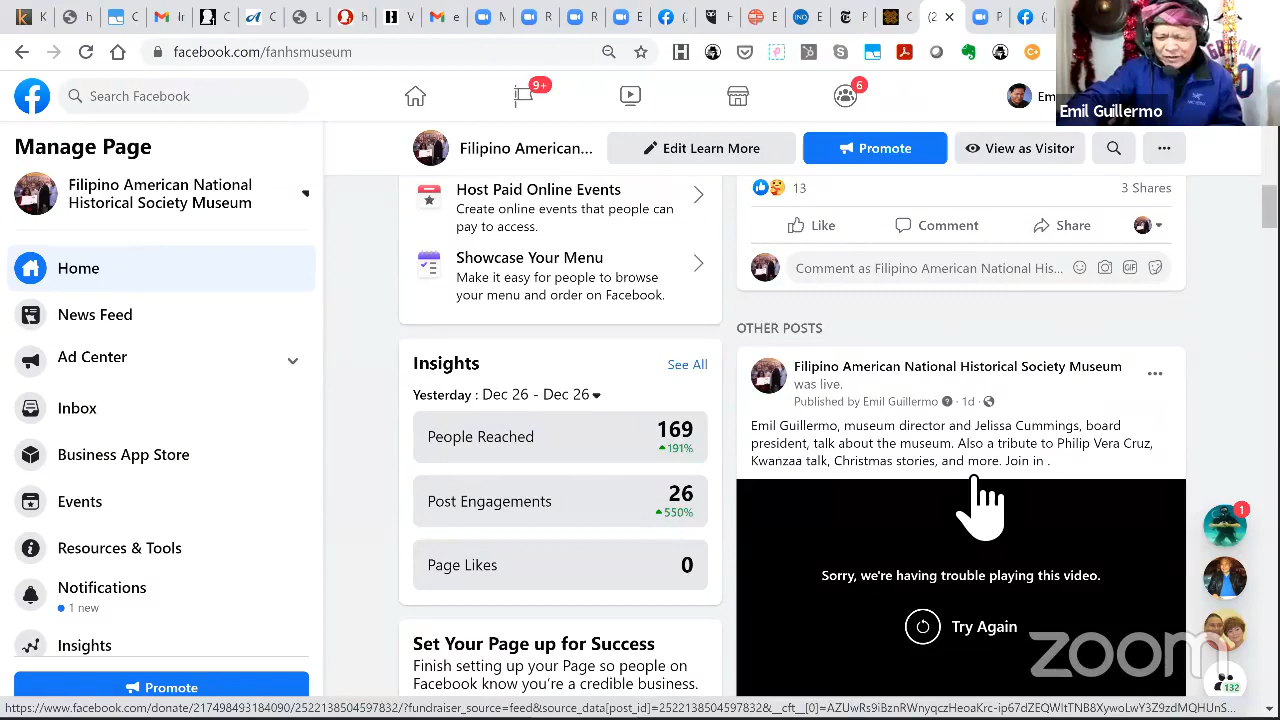 facebook.com/fanhsmuseum
Emil Guillermo
Search Facebook
9+
6
Em
Manage Page
Filipino American National
Historical Society Museum
Home
News Feed
Ad Center
Inbox
Business App Store
Events
Resources & Tools
Notifications
1 new
Insights
Promote
Filipino American...
Edit Learn More
Promote
View as Visitor
Host Paid Online Events
Create online events that people can
pay to access.
Showcase Your Menu
Make it easy for people to browse
your menu and order on Facebook.
Insights
See All
Yesterday : Dec 26 - Dec 26
People Reached
169
191%
Post Engagements
26
550%
Page Likes
0
Set Your Page up for Success
Finish setting up your Page so people on
Facebook know you're a credible business.
13
3 Shares
Like
Comment
Share
Comment as Filipino American National His...
GIF
OTHER POSTS
Filipino American National Historical Society Museum
was live.
Published by Emil Guillermo · 1d ·
Emil Guillermo, museum director and Jelissa Cummings, board
president, talk about the museum. Also a tribute to Philip Vera Cruz,
Kwanzaa talk, Christmas stories, and more. Join in .
Sorry, we're having trouble playing this video.
Try Again
1
132
zoom